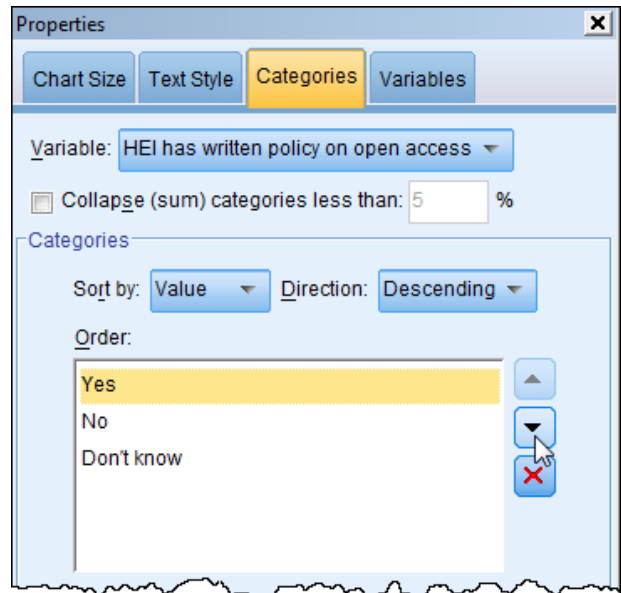 Properties
Chart Size Text Style Categories Variables
Variable: HEI has written policy on open access
Collapse (sum) categories less than: 5 %
Categories
Sort by: Value Direction: Descending
Order:
Yes
No
Don't know